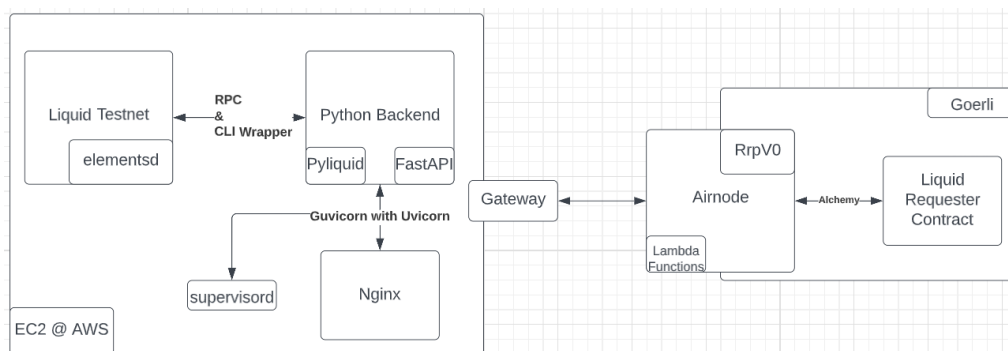 Liquid Testnet
elementsd
RPC
&
CLI Wrapper
Python Backend
Pyliquid
FastAPI
Guvicorn with Uvicorn
supervisord
Nginx
EC2 @ AWS
Gateway
Goerli
RrpV0
Airnode
Lambda
Functions
Alchemy
Liquid
Requester
Contract